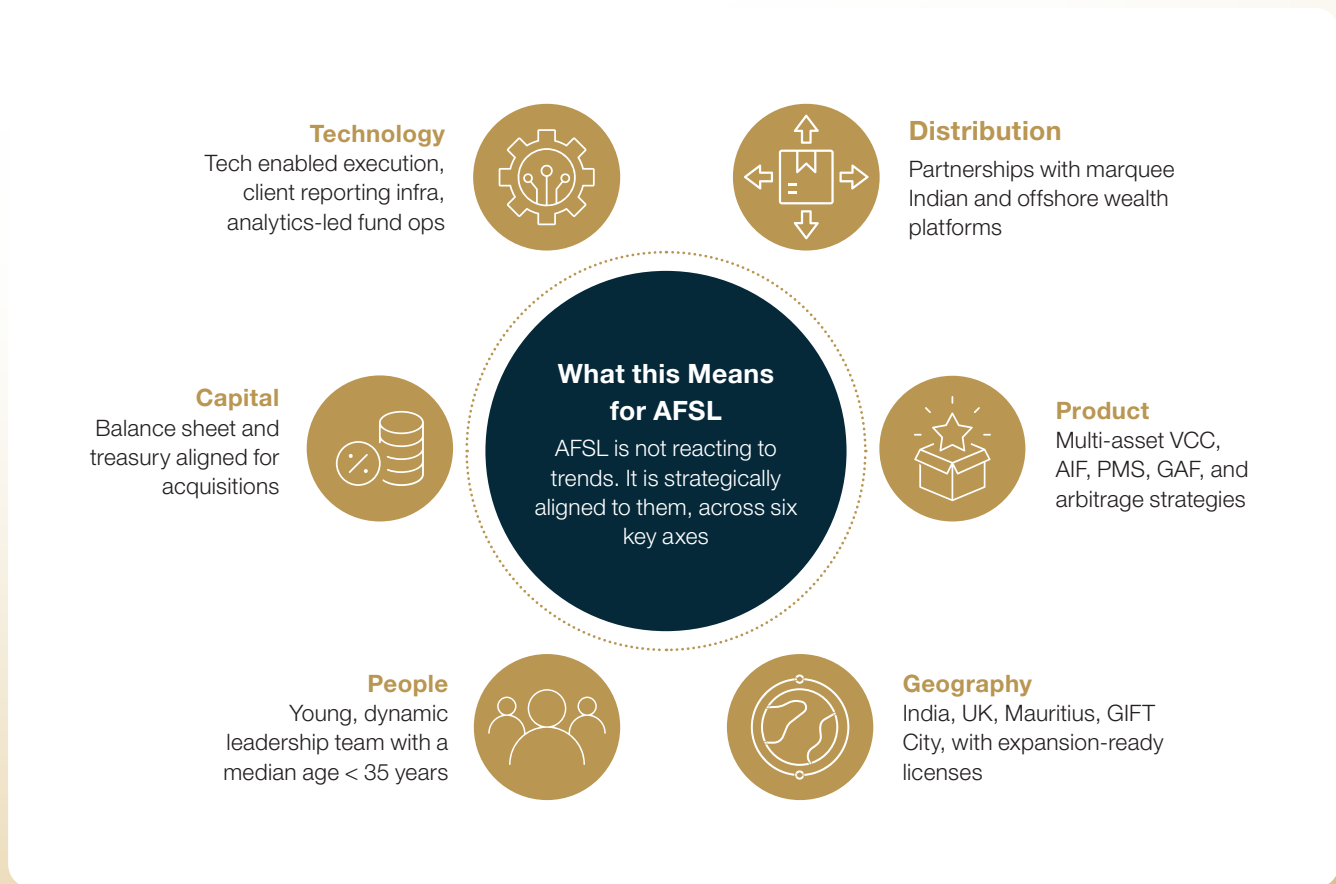 Technology
Tech enabled execution,
client reporting infra,
analytics-led fund ops
Distribution
Partnerships with marquee
Indian and offshore wealth
platforms
What this Means
for AFSL
AFSL is not reacting to
trends. It is strategically
aligned to them, across six
key axes
Capital
Balance sheet and
treasury aligned for
acquisitions
Product
Multi-asset VCC,
AIF, PMS, GAF, and
arbitrage strategies
People
Young, dynamic
leadership team with a
median age < 35 years
Geography
India, UK, Mauritius, GIFT
City, with expansion-ready
licenses